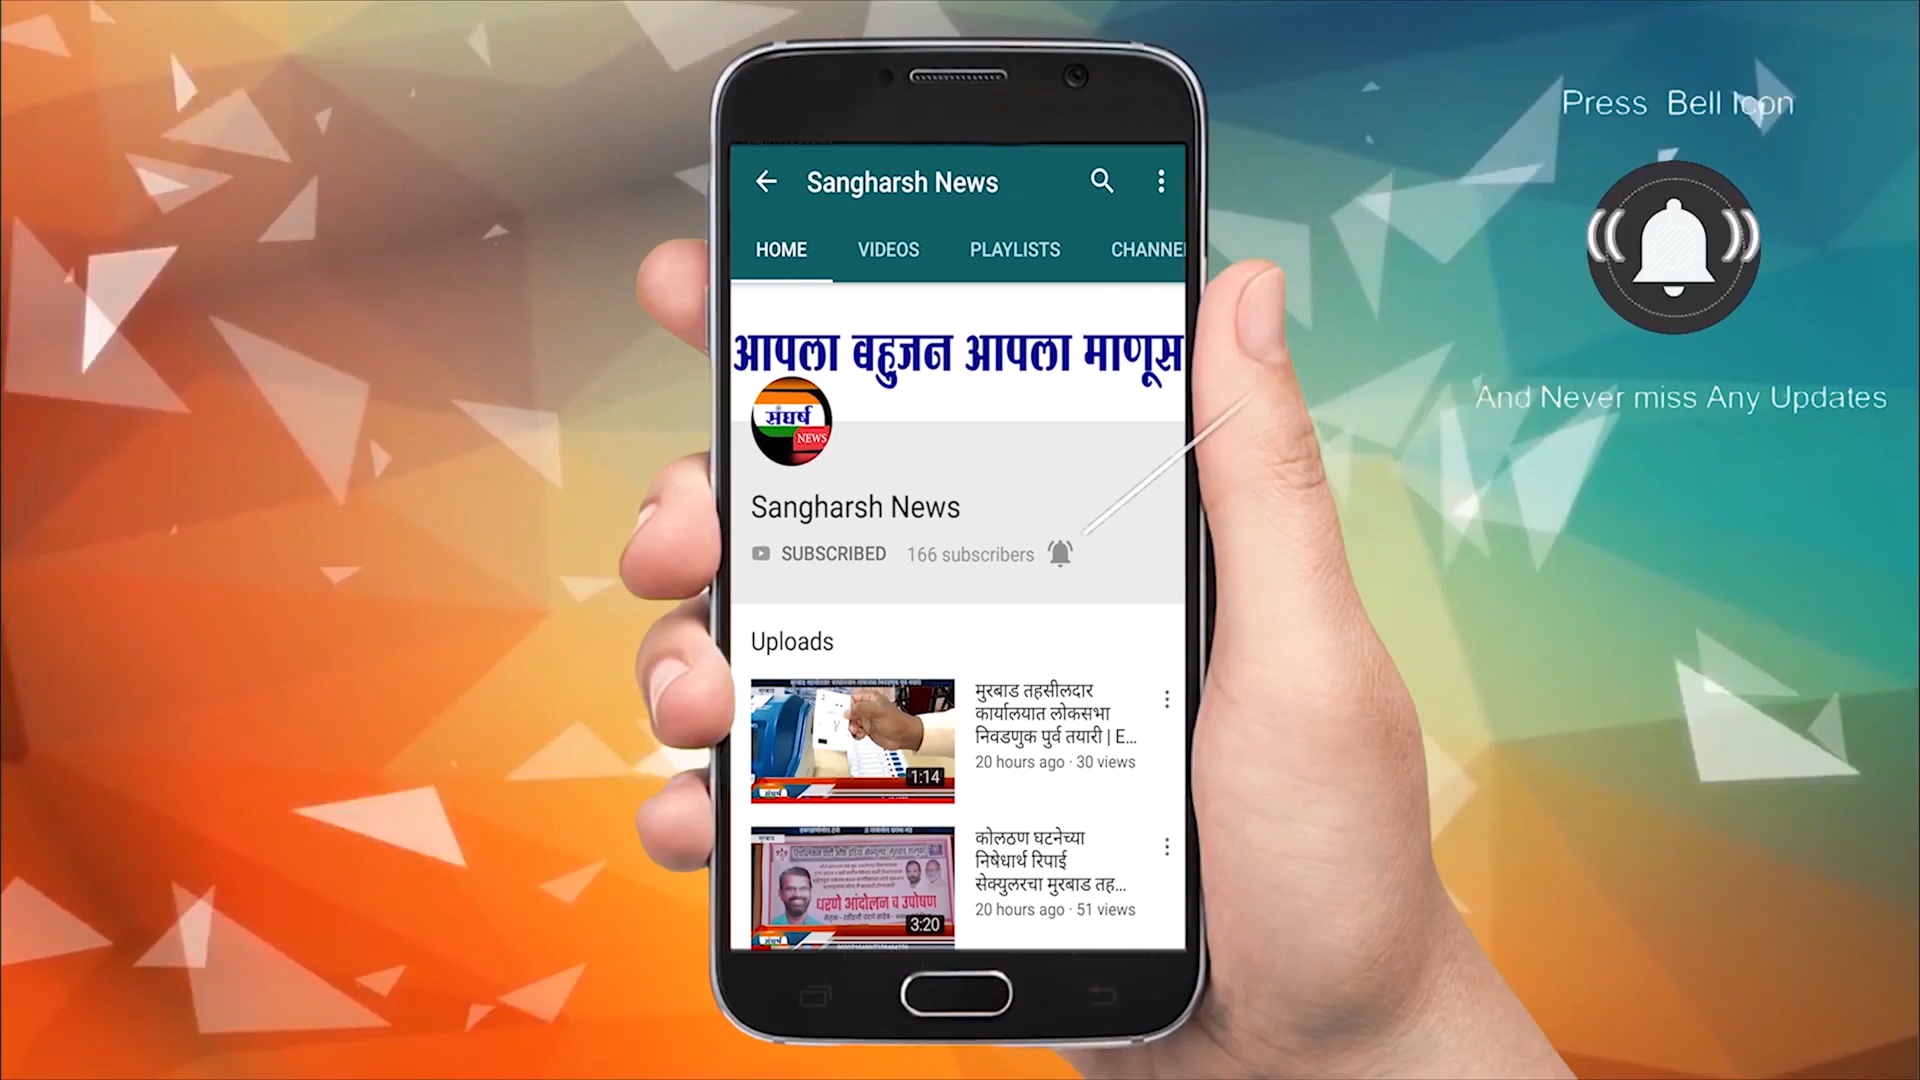 Press Bell Icon
And Never miss Any Updates
Sangharsh News
HOME VIDEOS PLAYLISTS CHANNE
आपला बहुजन आपला माणूस
संघर्ष
NEWS
Sangharsh News
SUBSCRIBED 166 subscribers
Uploads
मुरबाड तहसीलदार
कार्यालयात लोकसभा
निवडणुक पुर्व तयारी | E...
20 hours ago · 30 views
1:14
संघर्ष
कोलठण घटनेच्या
निषेधार्थ रिपाई
सेक्युलरचा मुरबाड तह...
20 hours ago · 51 views
धरणे आंदोलन व उपोषण
3:20
संघर्ष